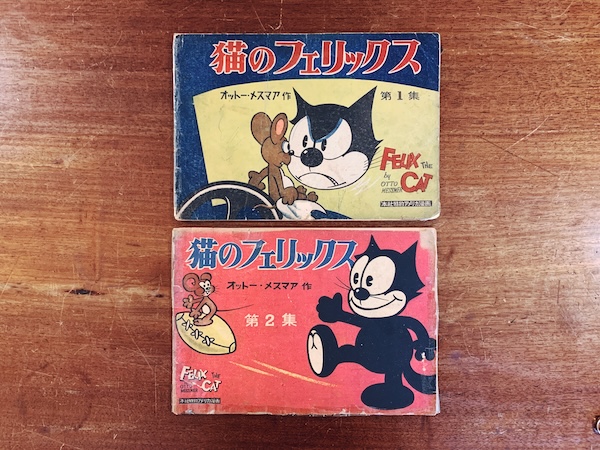 猫のフェリックス
オットー・メスマア 作
第1集
FELIX THE
CAT
by
OTTO
MESSMER
猫のフェリックス
オットー・メスマア 作
第2集
FELIX THE
CAT